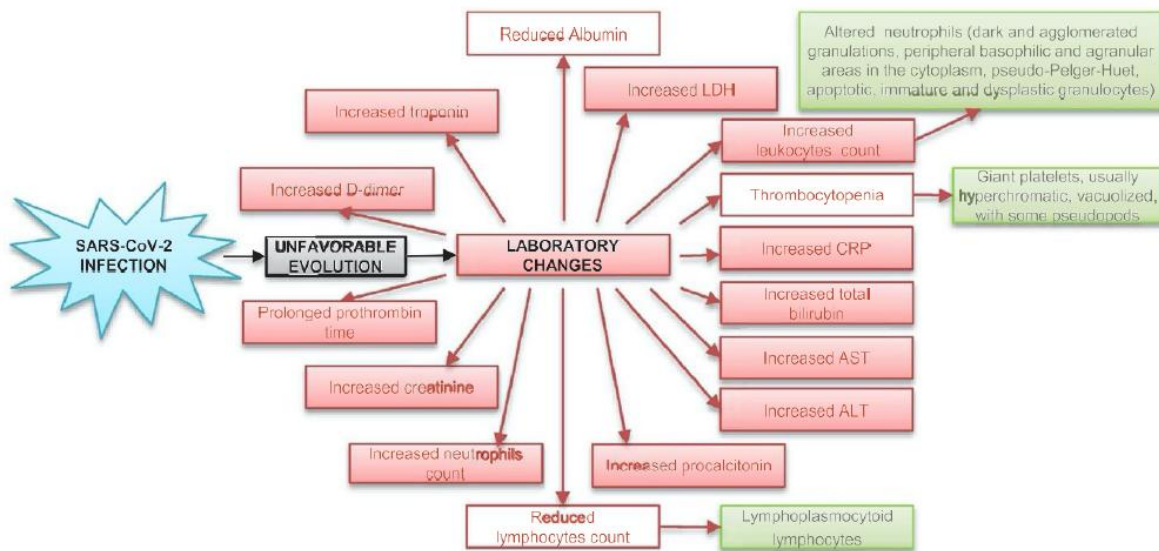 Reduced Albumin
Altered neutrophils (dark and agglomerated
granulations, peripheral basophilic and agranular
areas in the cytoplasm, pseudo-Pelger-Huet,
apoptotic, immature and dysplastic granulocytes)
Increased LDH
Increased troponin
Increased
leukocytes count
Increased D-dimer
Thrombocytopenia
Giant platelets, usually
hyperchromatic, vacuolized,
with some pseudopods
SARS-CoV-2
INFECTION
UNFAVORABLE
EVOLUTION
LABORATORY
CHANGES
Increased CRP
Increased total
bilirubin
Prolonged prothrombin
time
Increased AST
Increased creatinine
Increased ALT
Increased neutrophils
count
Increased procalcitonin
Reduced
lymphocytes count
Lymphoplasmocytoid
lymphocytes